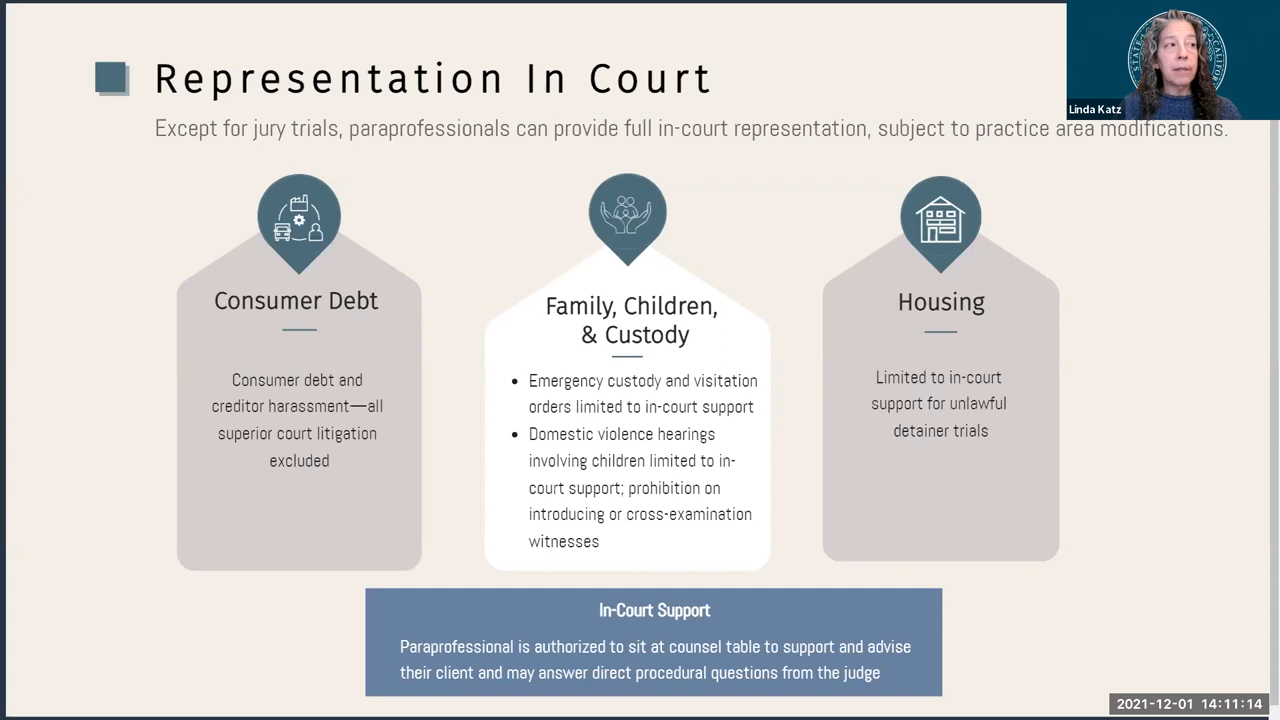 Representation In Court
Except for jury trials, paraprofessionals can provide full in-court representation, subject to practice area modifications.
Linda Katz
Consumer Debt
Consumer debt and
creditor harassment—all
superior court litigation
excluded
Family, Children,
& Custody
• Emergency custody and visitation
orders limited to in-court support
• Domestic violence hearings
involving children limited to in-
court support; prohibition on
introducing or cross-examination
witnesses
Housing
Limited to in-court
support for unlawful
detainer trials
In-Court Support
Paraprofessional is authorized to sit at counsel table to support and advise
their client and may answer direct procedural questions from the judge
2021-12-01 14:11:14